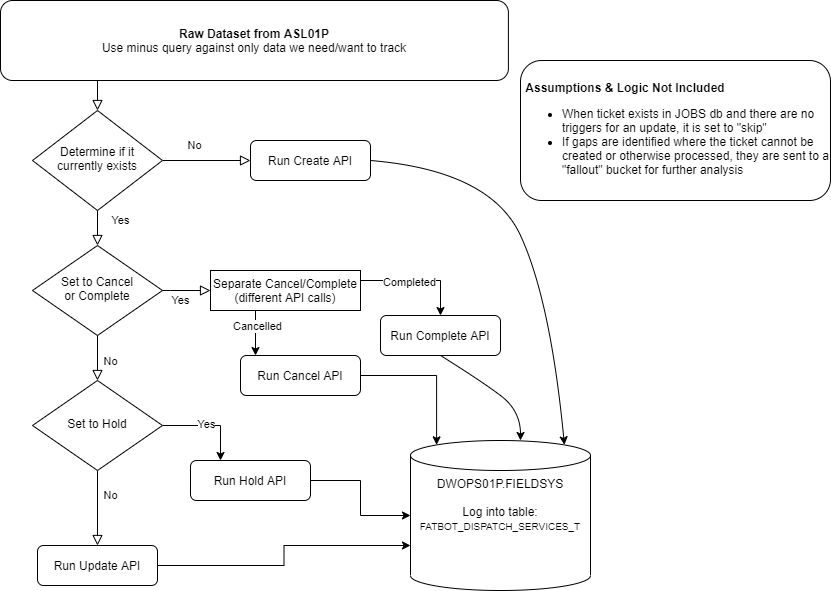 Raw Dataset from ASL01P
Use minus query against only data we need/want to track
Assumptions & Logic Not Included
• When ticket exists in JOBS db and there are no
triggers for an update, it is set to "skip"
• If gaps are identified where the ticket cannot be
created or otherwise processed, they are sent to a
"fallout" bucket for further analysis
Determine if it
currently exists
No
Run Create API
Yes
Set to Cancel
or Complete
Yes
Separate Cancel/Complete
(different API calls)
Completed
Run Complete API
Cancelled
Run Cancel API
No
Set to Hold
Yes
Run Hold API
No
Run Update API
DWOPS01P.FIELDSYS
Log into table:
FATBOT_DISPATCH_SERVICES_T